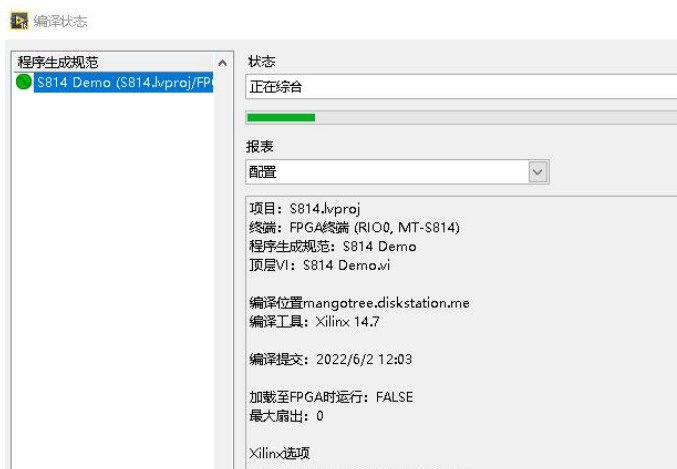 编译状态
程序生成规范
S814 Demo (S814.lvproj/FP
状态
正在综合
报表
配置
项目：S814.lvproj
终端：FPGA终端 (RIO0, MT-S814)
程序生成规范：S814 Demo
顶层VI：S814 Demo.vi
编译位置mangotree.diskstation.me
编译工具：Xilinx 14.7
编译提交：2022/6/2 12:03
加载至FPGA时运行：FALSE
最大扇出：0
Xilinx选项